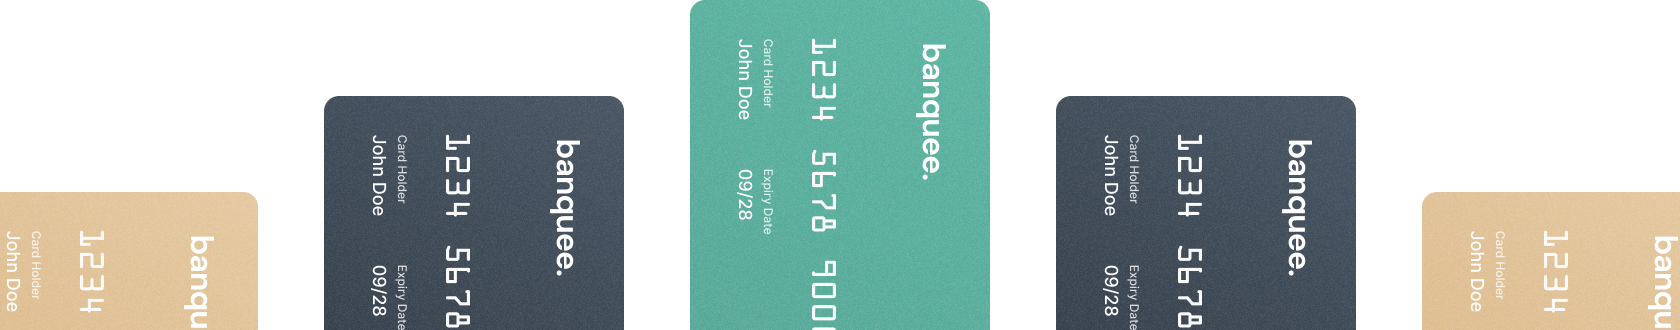 banqu
1234
Card Holder
John Doe
banquee.
1234 5678
Card Holder
John Doe
Expiry Date
09/28
banquee.
1234 5678 900
Card Holder
John Doe
Expiry Date
09/28
banquee.
1234 5678
Card Holder
John Doe
Expiry Date
09/28
banqu
1234
Card Holder
John Doe